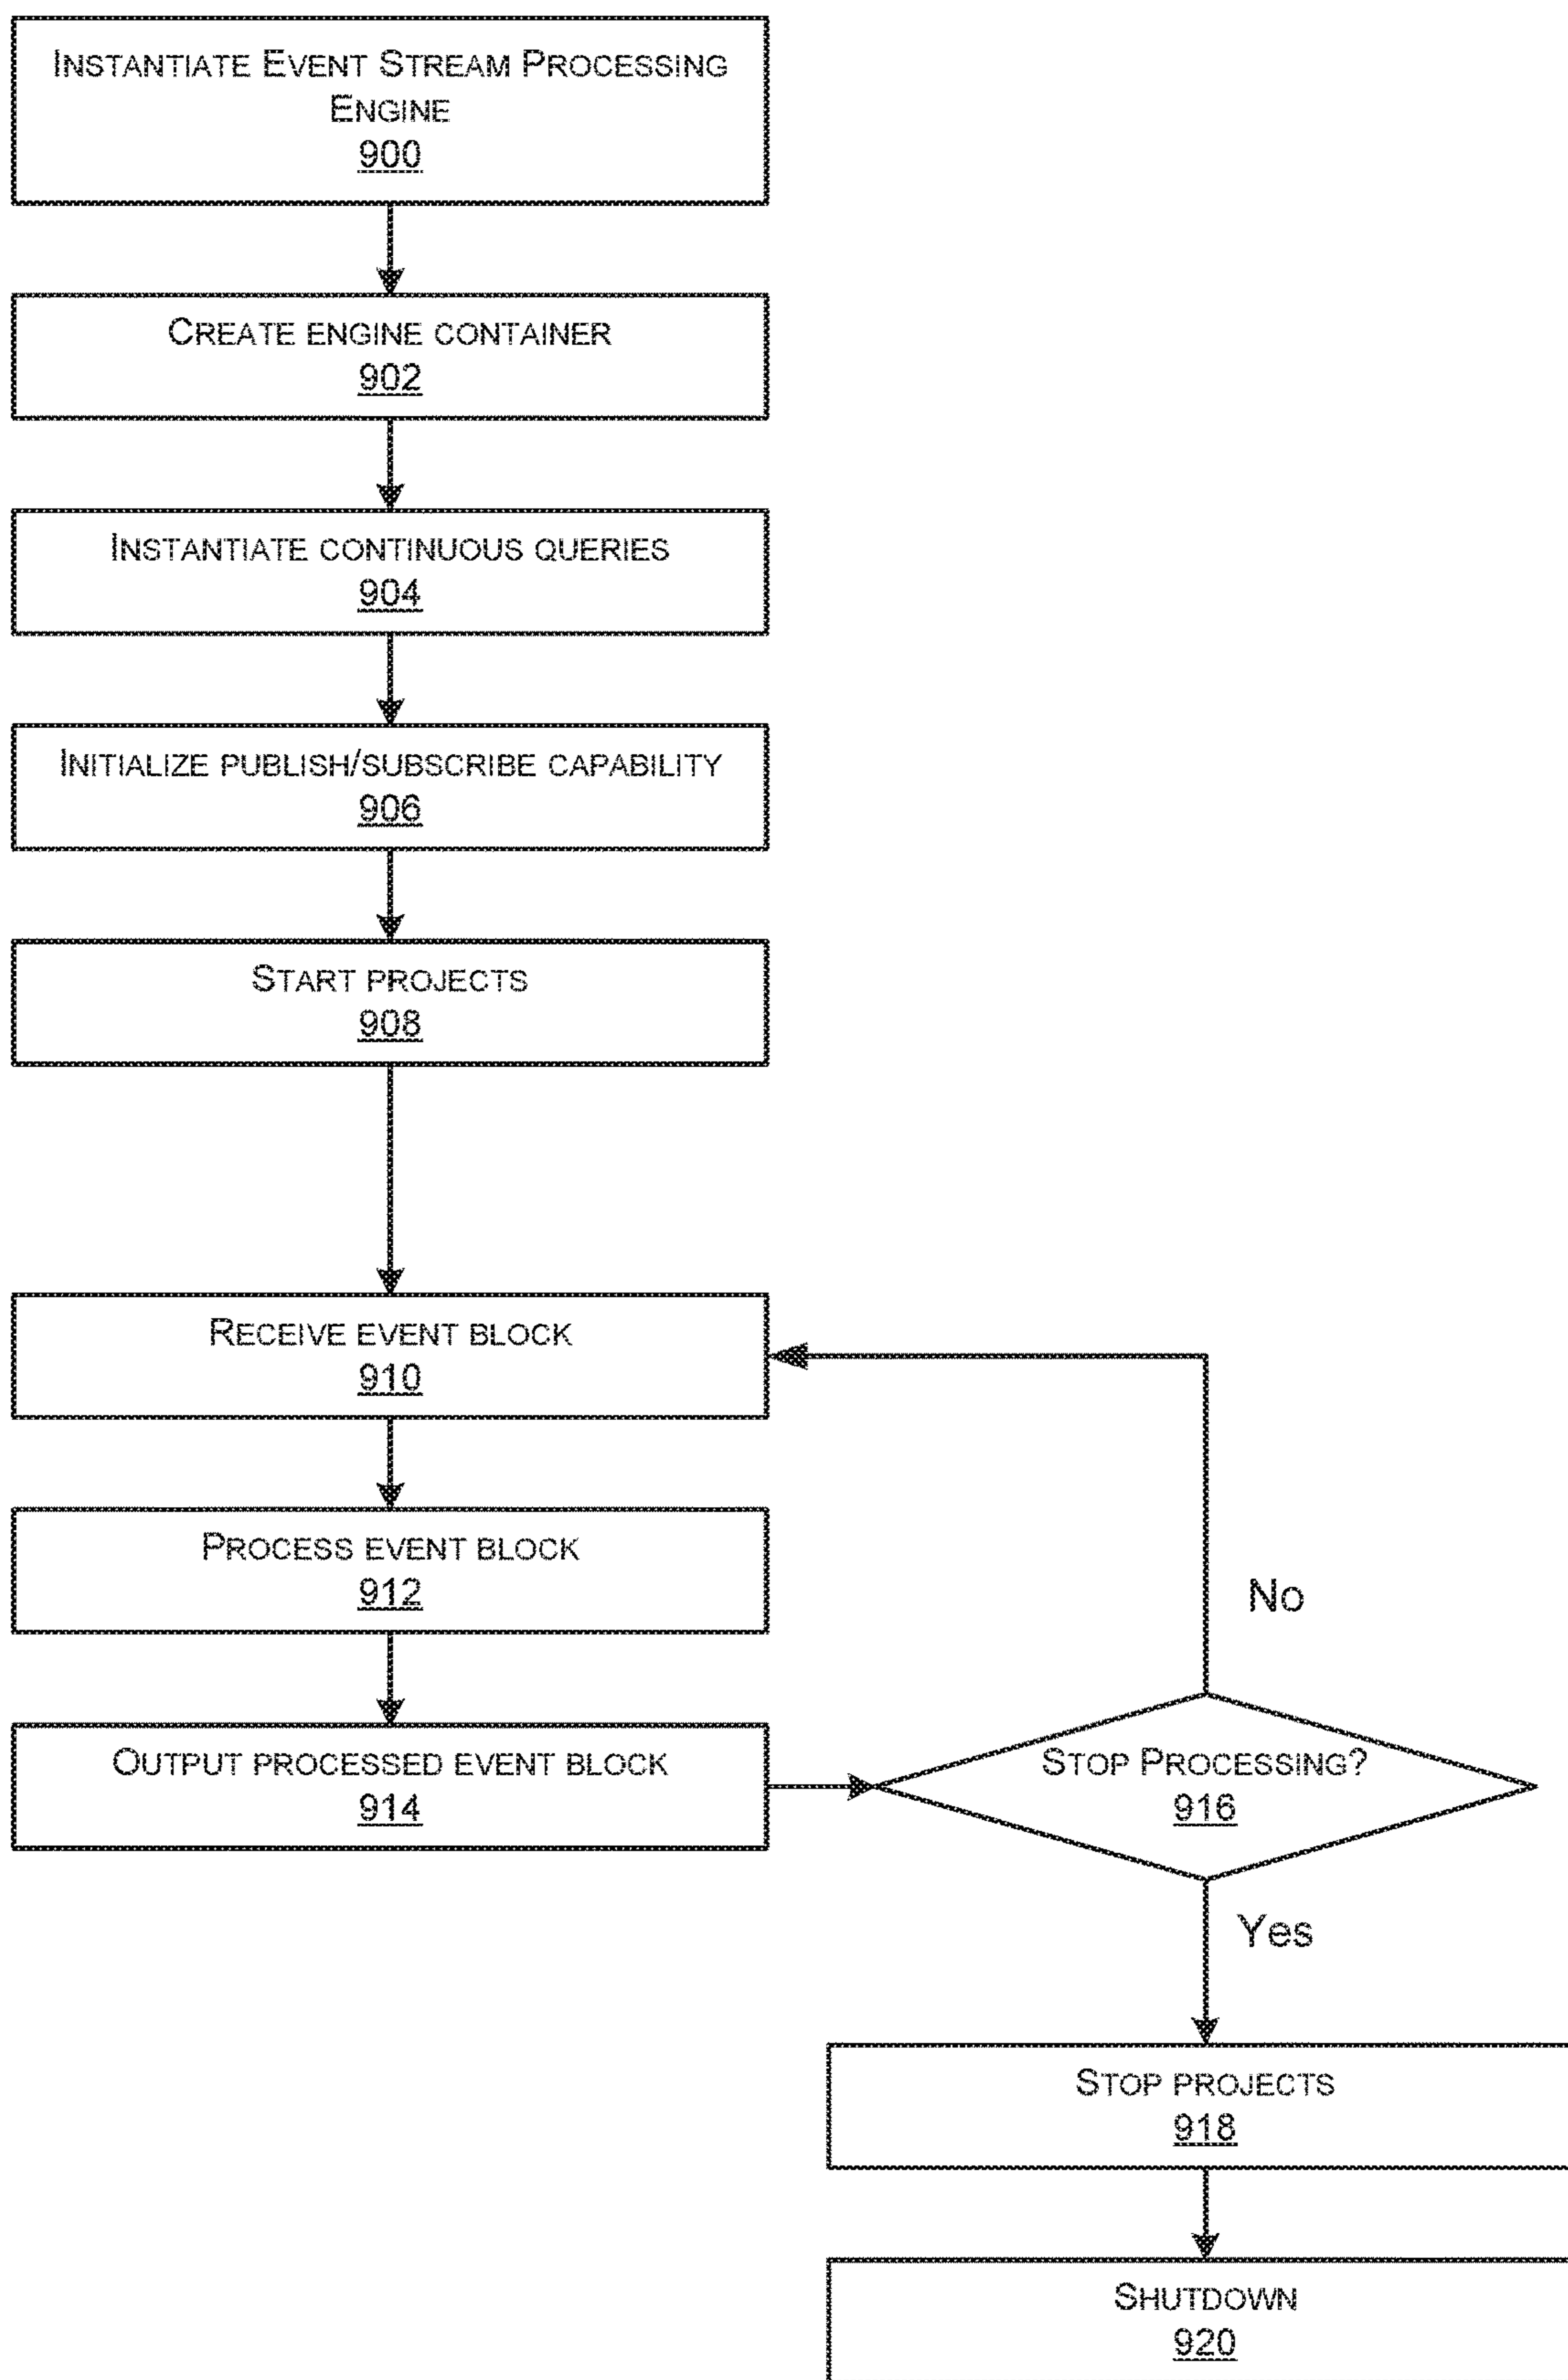 INSTANTIATE EVENT STREAM PROCESSING
ENGINE
900
CREATE ENGINE CONTAINER
902
INSTANTIATE CONTINUOUS QUERIES
904
INITIALIZE PUBLISH/SUBSCRIBE CAPABILITY
906
START PROJECTS
908
RECEIVE EVENT BLOCK
910
PROCESS EVENT BLOCK
912
No
OUTPUT PROCESSED EVENT BLOCK
914
STOP PROCESSING?
916
Yes
STOP PROJECTS
918
SHUTDOWN
920